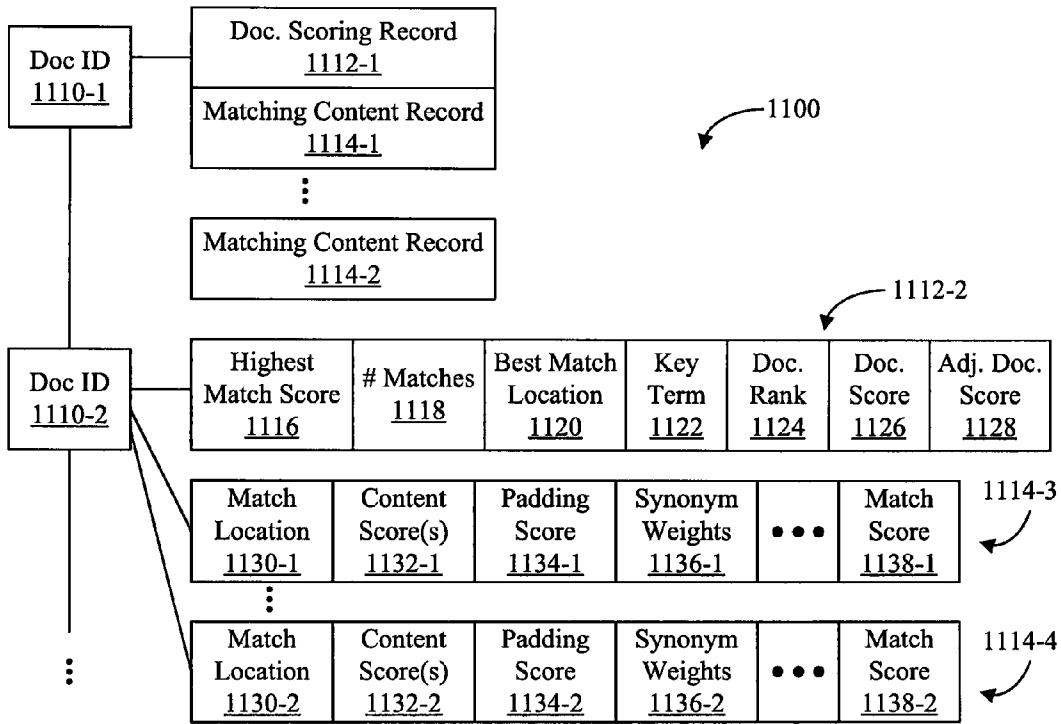 Doc ID
1110-1
Doc. Scoring Record
1112-1
Matching Content Record
1114-1
1100
Matching Content Record
1114-2
1112-2
Doc ID
1110-2
Highest
Match Score
1116
# Matches
1118
Best Match
Location
1120
Key
Term
1122
Doc.
Rank
1124
Doc.
Score
1126
Adj. Doc.
Score
1128
Match
Location
1130-1
Content
Score(s)
1132-1
Padding
Score
1134-1
Synonym
Weights
1136-1
Match
Score
1138-1
1114-3
Match
Location
1130-2
Content
Score(s)
1132-2
Padding
Score
1134-2
Synonym
Weights
1136-2
Match
Score
1138-2
1114-4